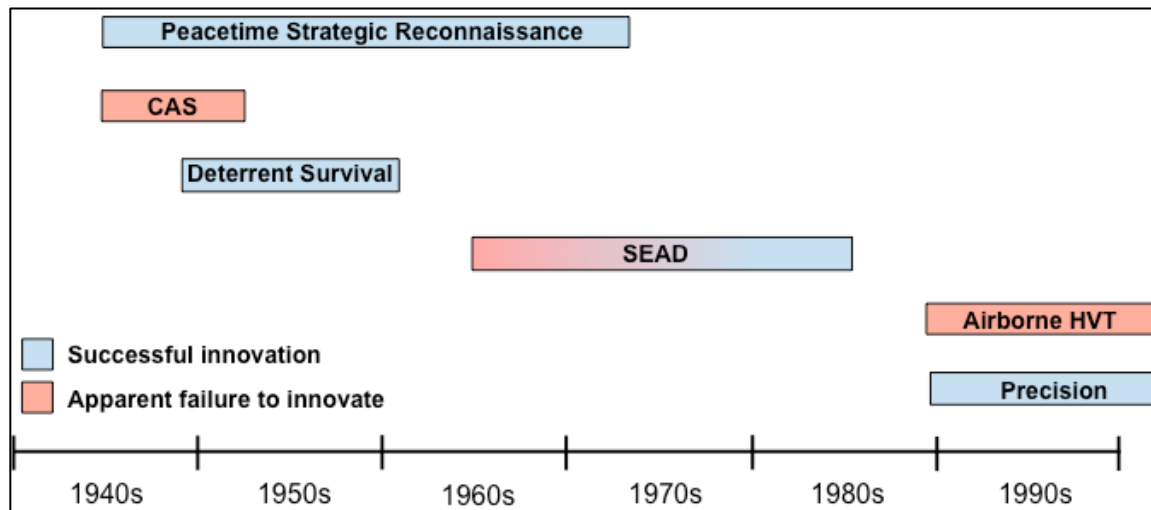 Peacetime Strategic Reconnaissance
CAS
Deterrent Survival
SEAD
Airborne HVT
Successful innovation
Precision
Apparent failure to innovate
1940s 1950s 1960s 1970s 1980s 1990s